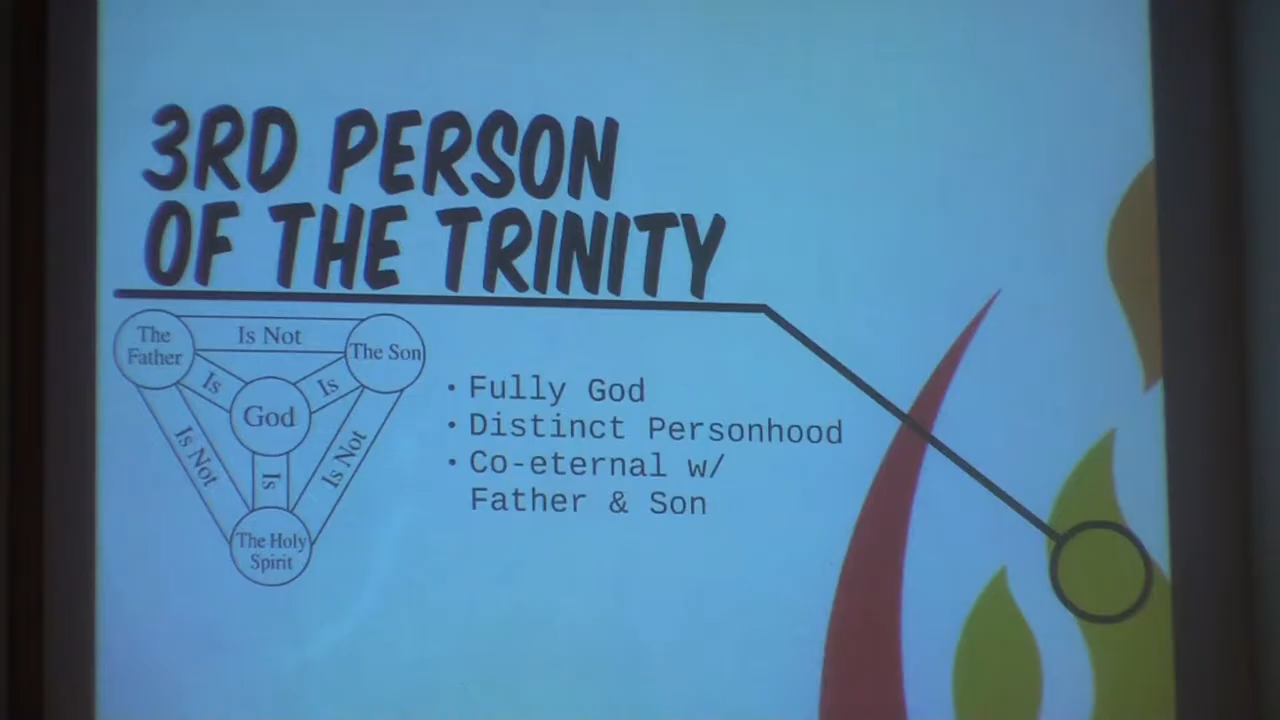 3RD PERSON
OF THE TRINITY
The
Father
Is Not
The Son
Is
Is
God
Is Not
Is
Is Not
The Holy
Spirit
• Fully God
• Distinct Personhood
• Co-eternal w/
Father & Son